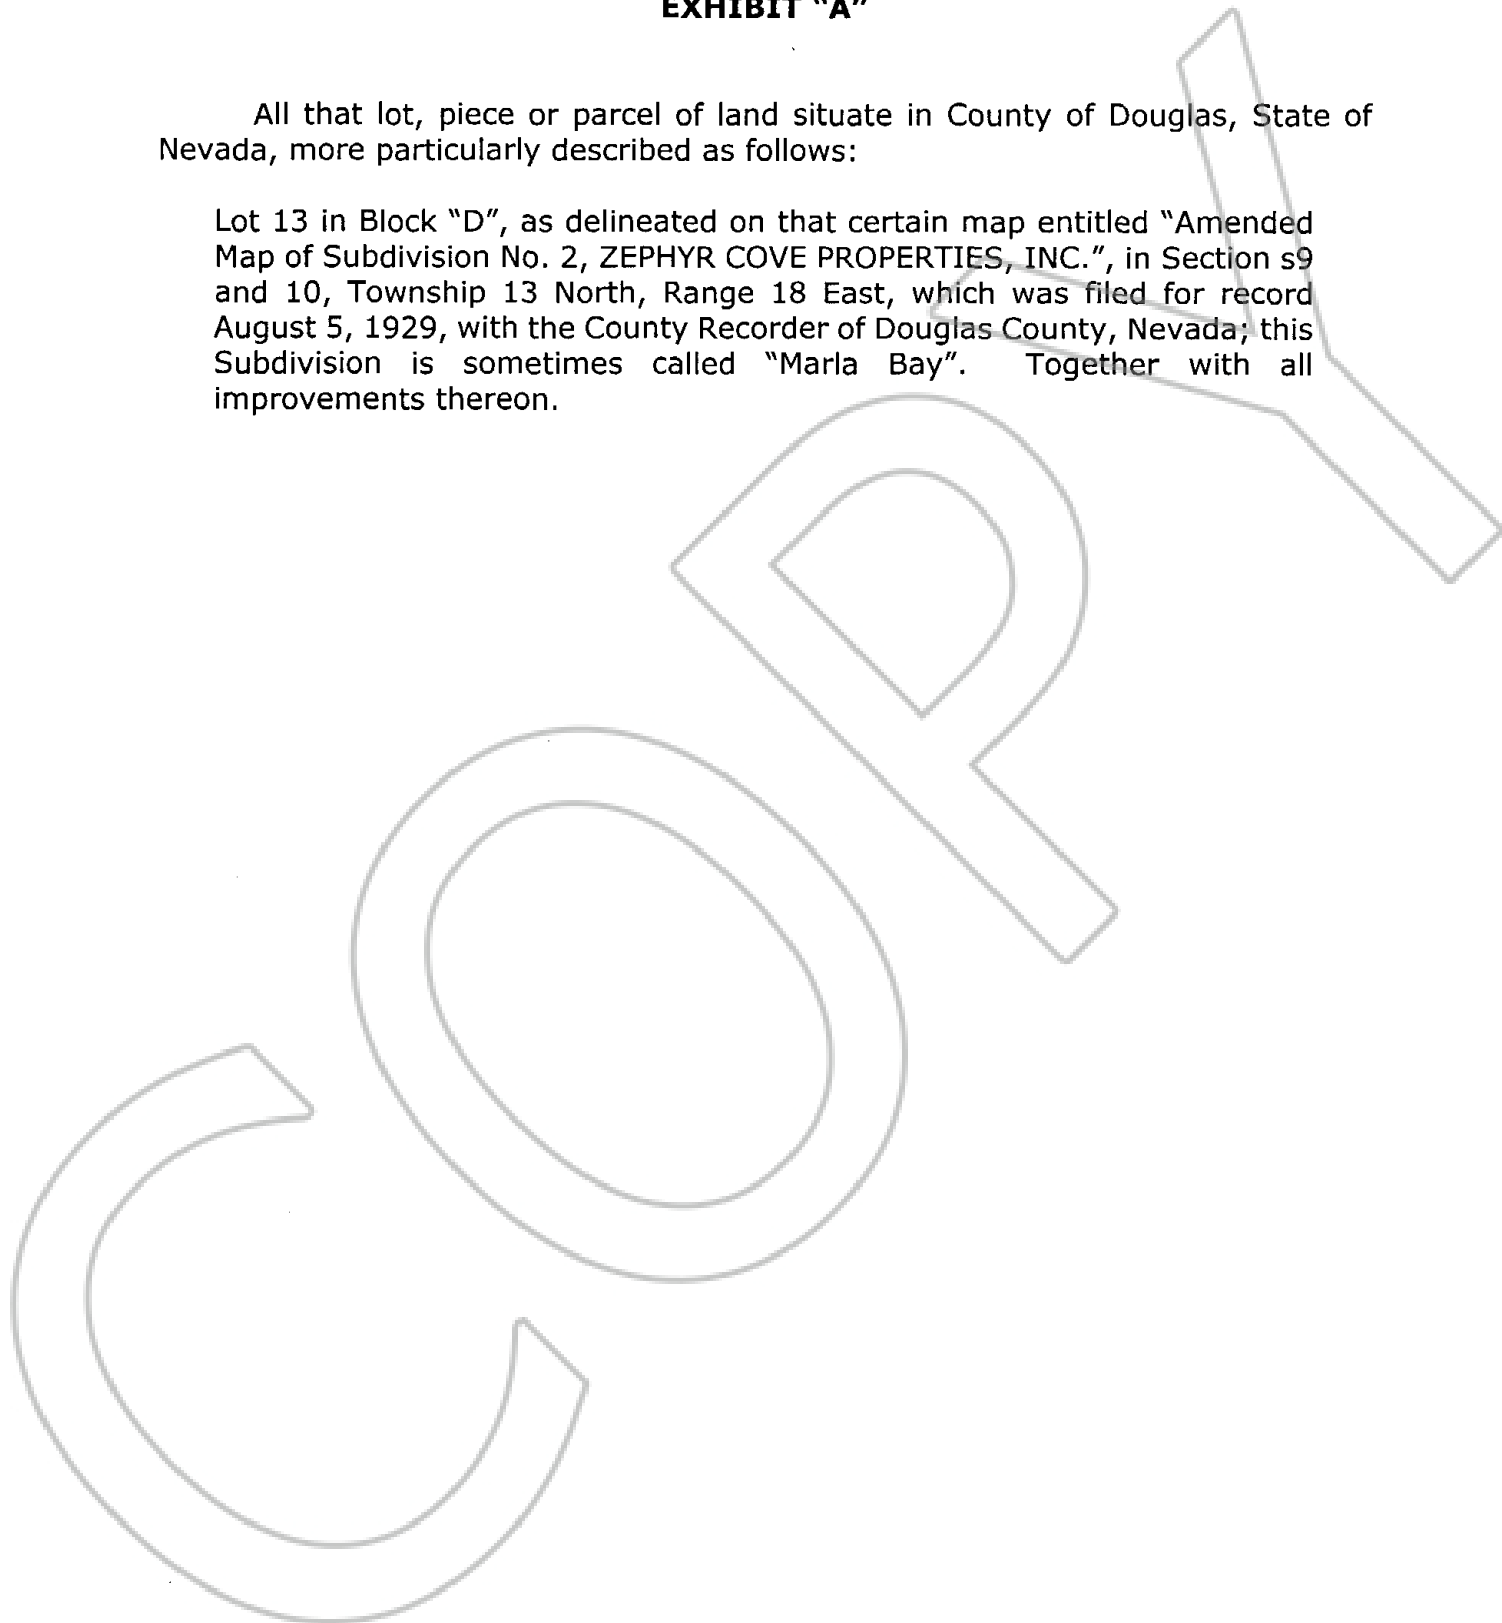 EXHIBIT “A”
All that lot, piece or parcel of land situate in County of Douglas, State of
Nevada, more particularly described as follows:
Lot 13 in Block “D”, as delineated on that certain map entitled “Amended
Map of Subdivision No. 2, ZEPHYR COVE PROPERTIES, INC.”, in Section s9
and 10, Township 13 North, Range 18 East, which was filed for record
August 5, 1929, with the County Recorder of Douglas County, Nevada; this
Subdivision is sometimes called “Marla Bay”. Together with all
improvements thereon.
COPY